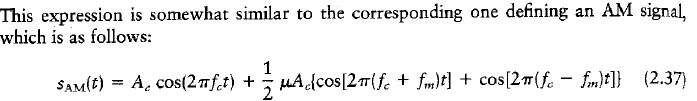 This expression is somewhat similar to the corresponding one defining an AM signal,
which is as follows:
s_AM(t) = A_c cos(2πf_ct) + 1/2 μA_c{cos[2π(f_c + f_m)t] + cos[2π(f_c − f_m)t]} (2.37)